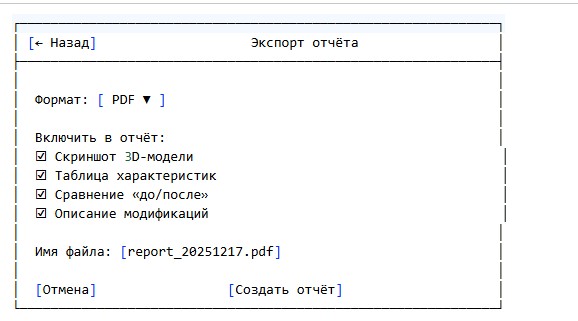 [← Назад] Экспорт отчёта
Формат: [ PDF ▼ ]
Включить в отчёт:
☑ Скриншот 3D-модели
☑ Таблица характеристик
☑ Сравнение «до/после»
☑ Описание модификаций
Имя файла: [report_20251217.pdf]
[Отмена] [Создать отчёт]